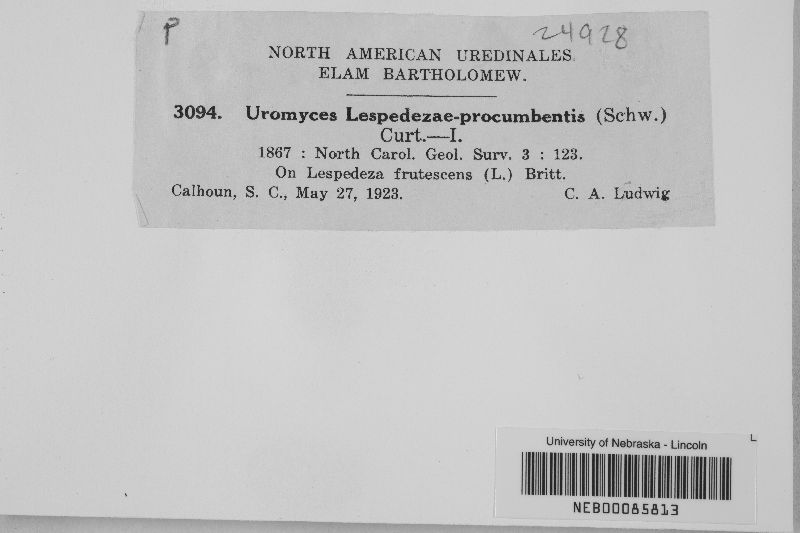 P 24928
NORTH AMERICAN UREDINALES
ELAM BARTHOLOMEW.
3094. Uromyces Lespedezae-procumbentis (Schw.)
Curt.—I.
1867 : North Carol. Geol. Surv. 3 : 123.
On Lespedeza frutescens (L.) Britt.
Calhoun, S. C., May 27, 1923. C. A. Ludwig
University of Nebraska - Lincoln L
NEB00085813